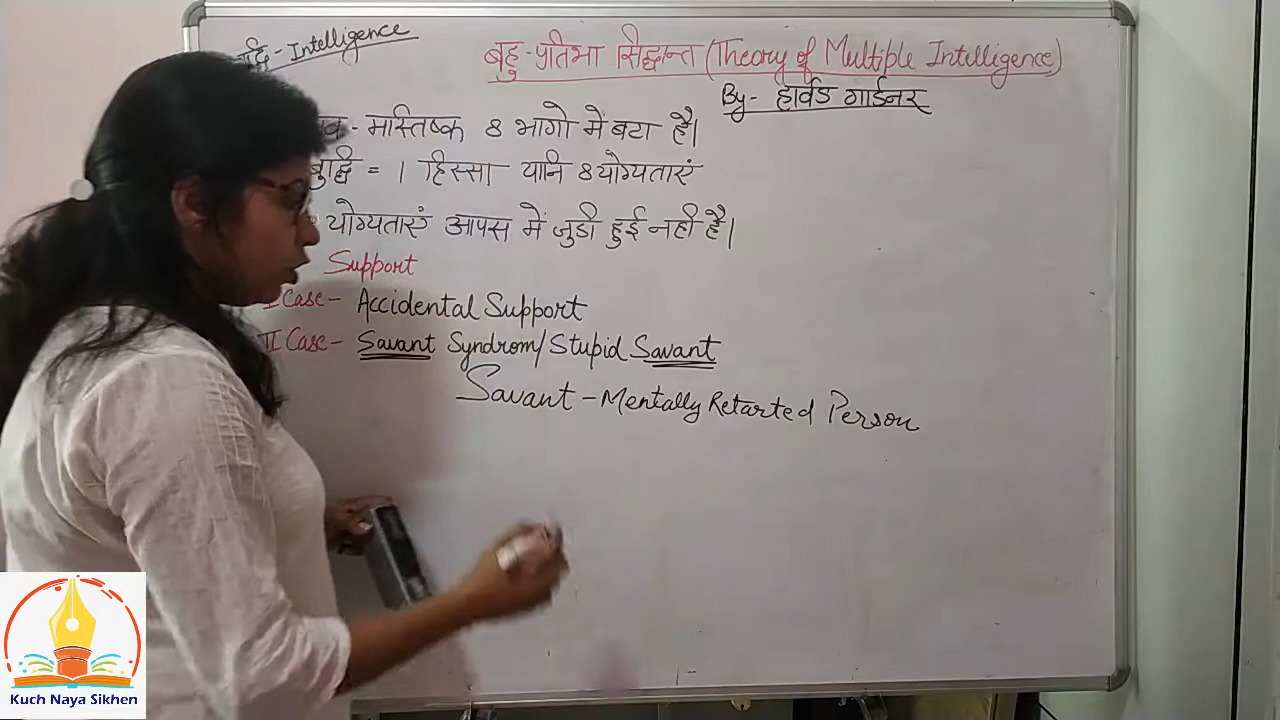 - Intelligence
बहु-प्रतिभा सिद्धान्त (Theory of Multiple Intelligence)
By- हार्वर्ड गार्डनर
- मस्तिष्क 8 भागो में बटा है।
बुद्धि = 1 हिस्सा यानि 8 योग्यताएं
योग्यताएं आपस में जुडी हुई नही है।
Support
I Case- Accidental Support
II Case- Savant Syndrom/Stupid Savant
Savant - Mentally Retarted Person
Kuch Naya Sikhen